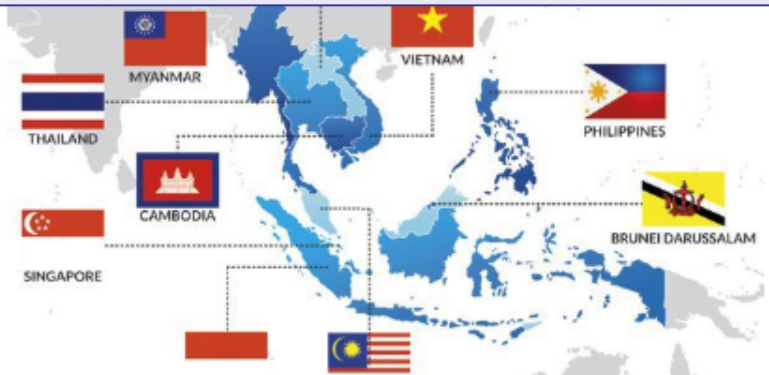 VIETNAM
MYANMAR
THAILAND
PHILIPPINES
CAMBODIA
BRUNEI DARUSSALAM
SINGAPORE